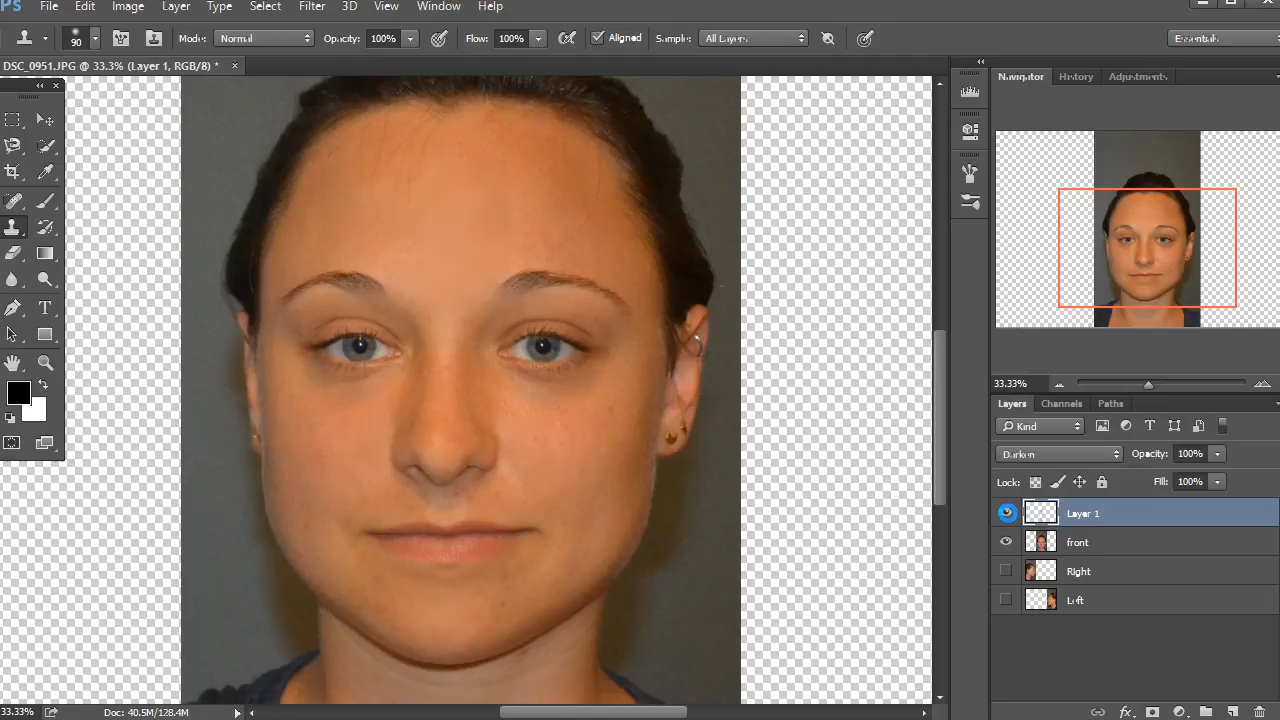 PS File Edit Image Layer Type Select Filter 3D View Window Help
90 Mode: Normal Opacity: 100% Flow: 100% Aligned Sample: All Layers Essentials
DSC_0951.JPG @ 33.3% (Layer 1, RGB/8) *
Navigator History Adjustments
33.33%
Layers Channels Paths
Kind
Darken Opacity: 100%
Lock: Fill: 100%
Layer 1
front
Right
Left
33.33% Doc: 40.5M/128.4M